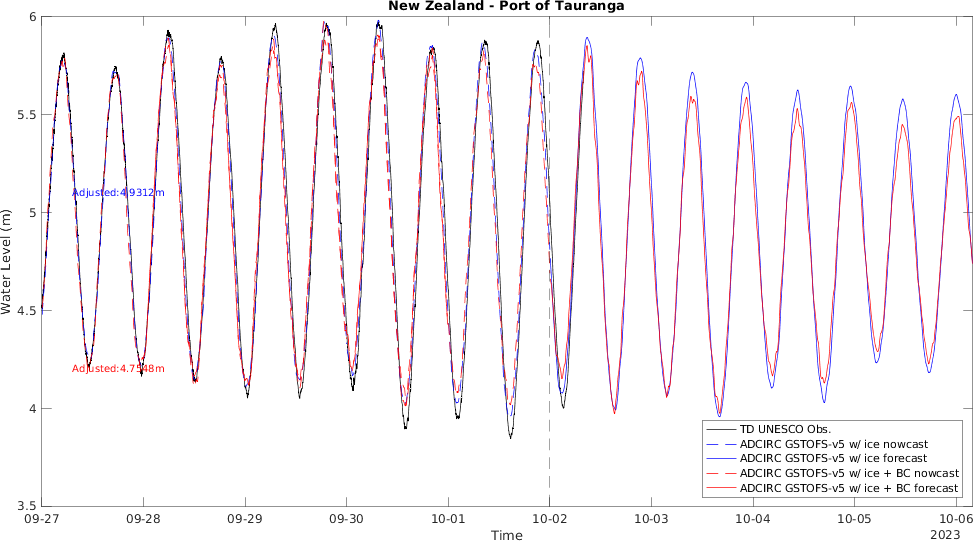 New Zealand - Port of Tauranga
Water Level (m)
6
5.5
5
4.5
4
3.5
Adjusted:4.9312m
Adjusted:4.7548m
TD UNESCO Obs.
ADCIRC GSTOFS-v5 w/ ice nowcast
ADCIRC GSTOFS-v5 w/ ice forecast
ADCIRC GSTOFS-v5 w/ ice + BC nowcast
ADCIRC GSTOFS-v5 w/ ice + BC forecast
09-27 09-28 09-29 09-30 10-01 10-02 10-03 10-04 10-05 10-06
Time
2023